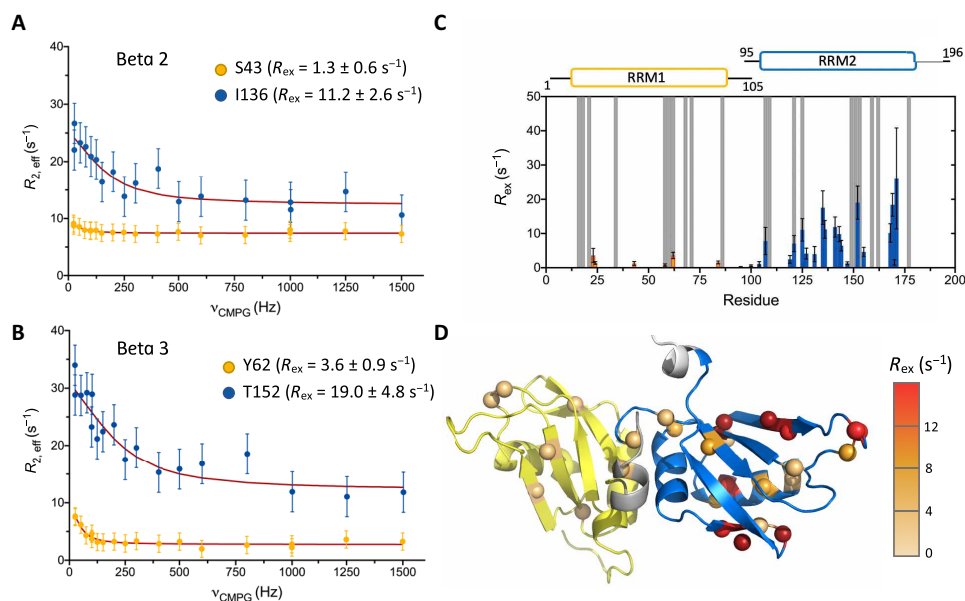 A
Beta 2
S43 (Rex = 1.3 ± 0.6 s⁻¹)
I136 (Rex = 11.2 ± 2.6 s⁻¹)
40
30
20
10
0
R2, eff (s⁻¹)
0
250
500
750
1000
1250
1500
νCMPG (Hz)
B
Beta 3
Y62 (Rex = 3.6 ± 0.9 s⁻¹)
T152 (Rex = 19.0 ± 4.8 s⁻¹)
40
30
20
10
0
R2, eff (s⁻¹)
0
250
500
750
1000
1250
1500
νCMPG (Hz)
C
95
196
RRM2
RRM1
1
105
50
40
30
20
10
0
Rex (s⁻¹)
0
25
50
75
100
125
150
175
200
Residue
D
Rex (s⁻¹)
12
8
4
0